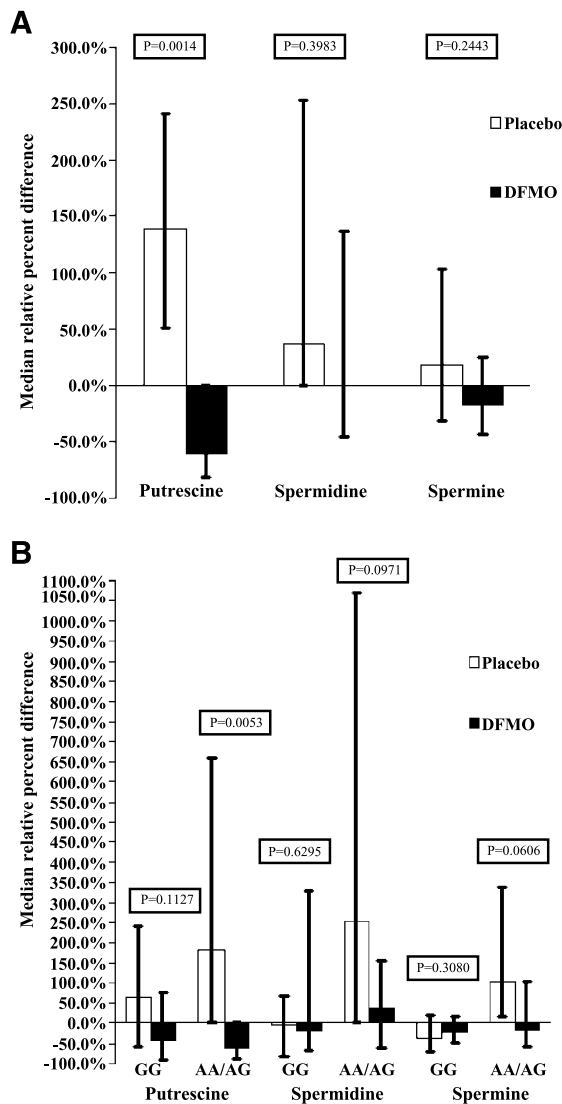 A
300.0%
P=0.0014
P=0.3983
P=0.2443
250.0%
200.0%
150.0%
100.0%
50.0%
0.0%
-50.0%
-100.0%
Median relative percent difference
Placebo
DFMO
Putrescine
Spermidine
Spermine
B
1100.0%
1050.0%
950.0%
900.0%
850.0%
800.0%
750.0%
700.0%
650.0%
600.0%
550.0%
500.0%
450.0%
400.0%
350.0%
300.0%
250.0%
200.0%
150.0%
100.0%
50.0%
0.0%
-50.0%
-100.0%
Median relative percent difference
P=0.0971
Placebo
DFMO
P=0.0053
P=0.6295
P=0.0606
P=0.1127
P=0.3080
GG AA/AG GG AA/AG GG AA/AG
Putrescine Spermidine Spermine